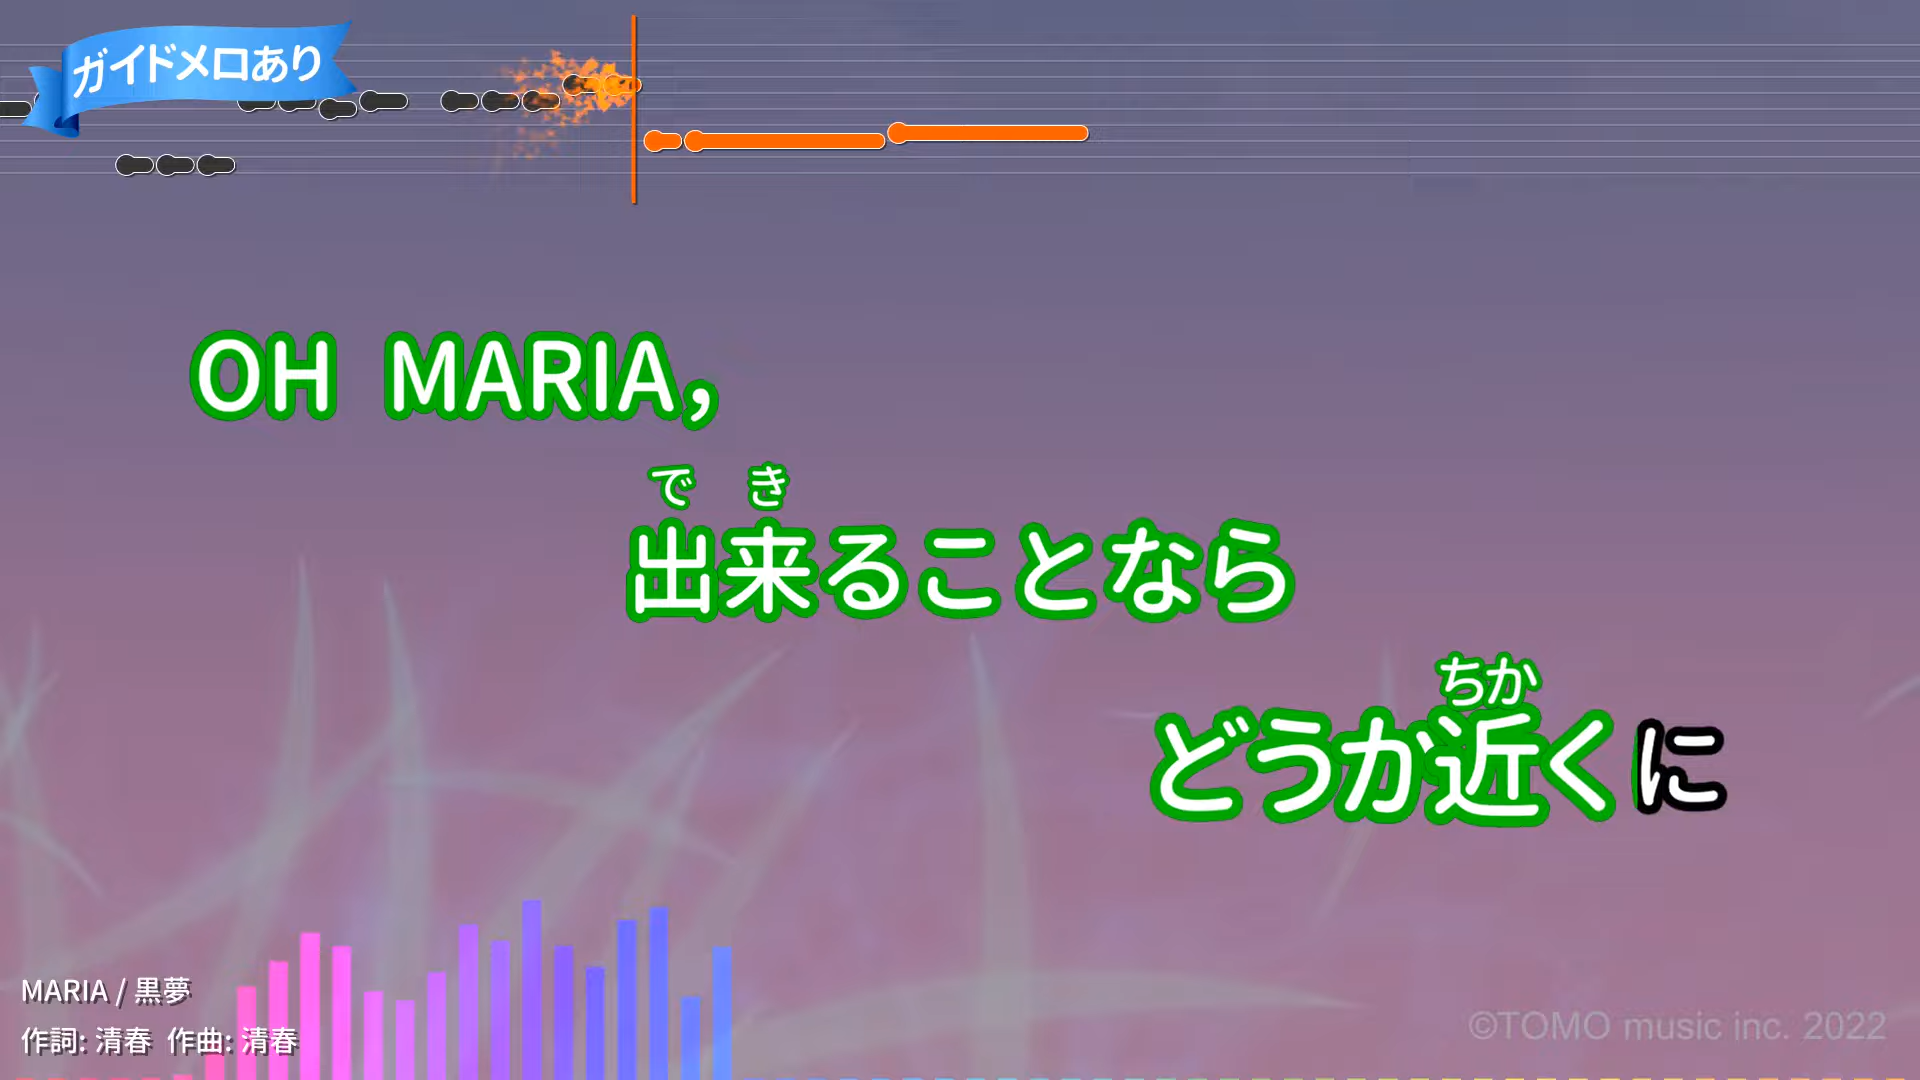 ガイドメロあり
OH MARIA,
でき
出来ることなら
ちか
どうか近くに
MARIA / 黒夢
作詞: 清春 作曲: 清春
©TOMO music inc. 2022